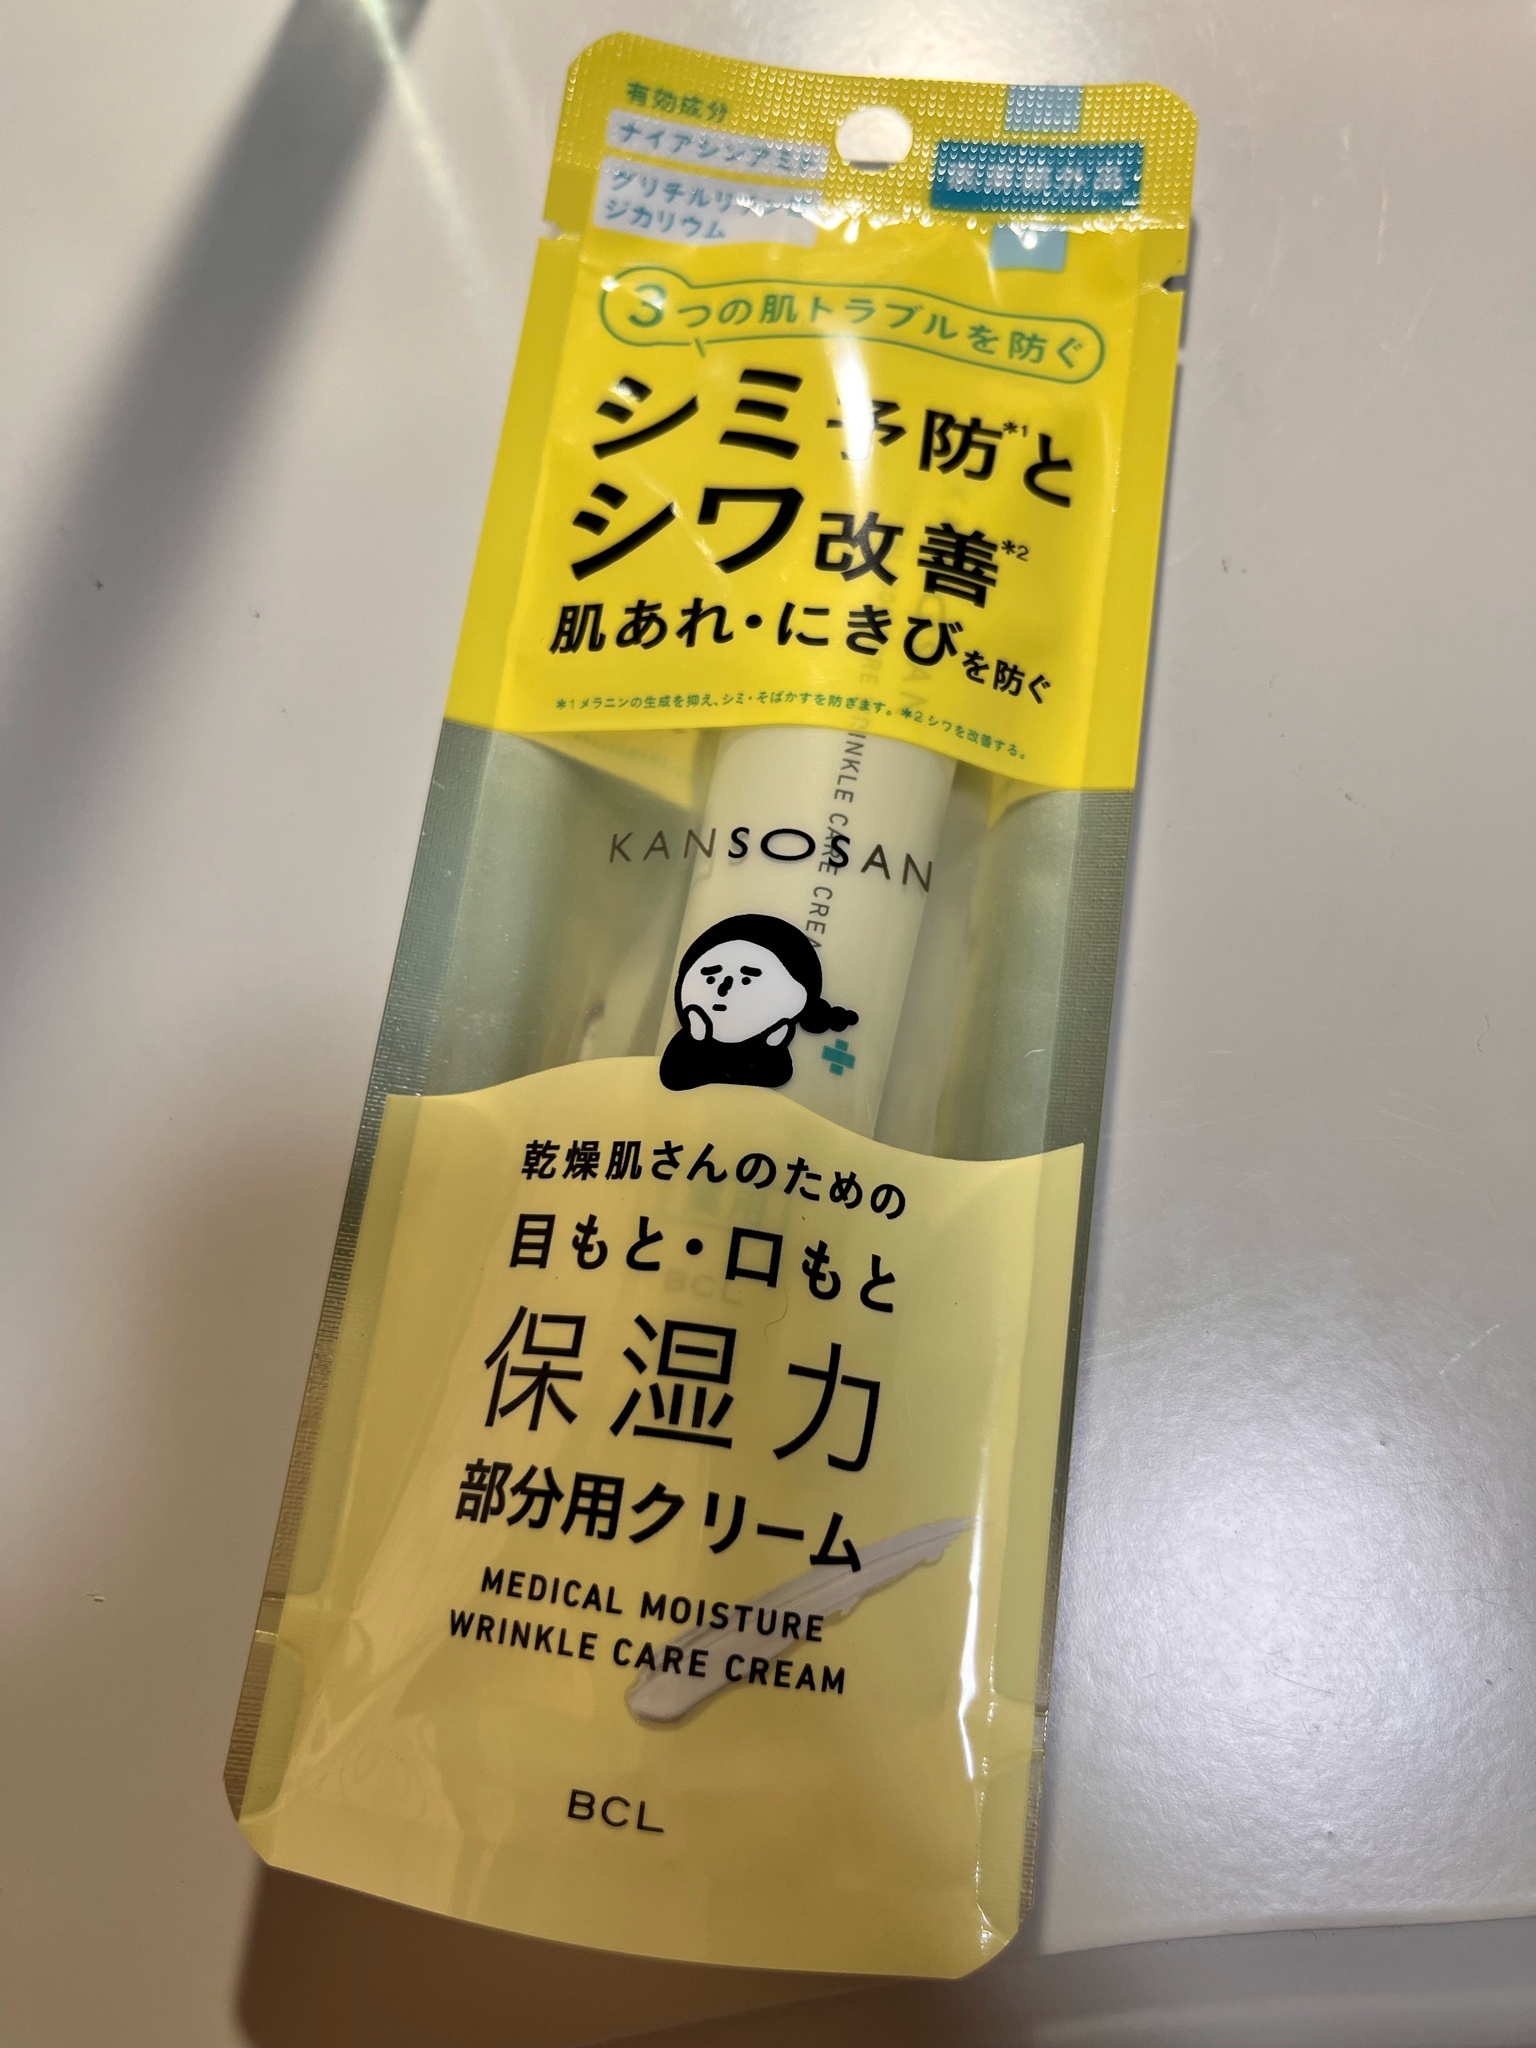 有効成分
ナイアシンアミド
グリチルリチン酸
ジカリウム
3つの肌トラブルを防ぐ
シミ予防*1と
シワ改善*2
肌あれ・にきびを防ぐ
*1 メラニンの生成を抑え、シミ・そばかすを防ぎます。*2 シワを改善する。
KANSOSAN
WRINKLE CARE CREAM
乾燥肌さんのための
目もと・口もと
保湿力
部分用クリーム
MEDICAL MOISTURE
WRINKLE CARE CREAM
BCL